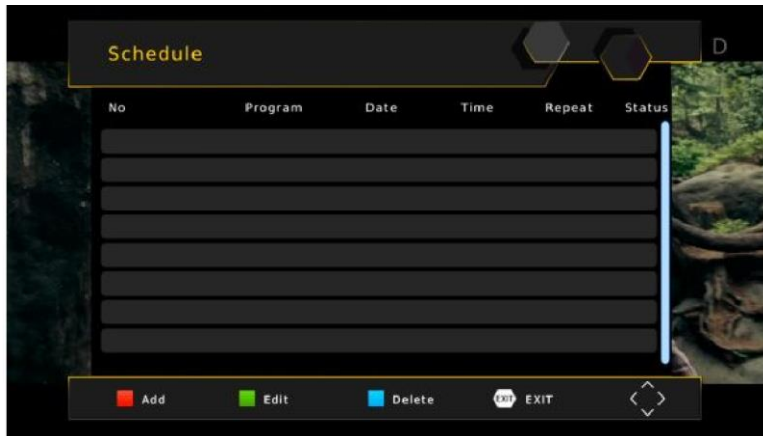 Schedule
D
No Program Date Time Repeat Status
Add Edit Delete EXIT EXIT